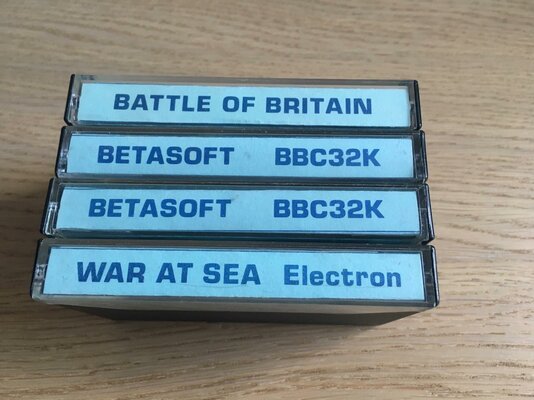 BATTLE OF BRITAIN
BETASOFT BBC32K
BETASOFT BBC32K
WAR AT SEA Electron